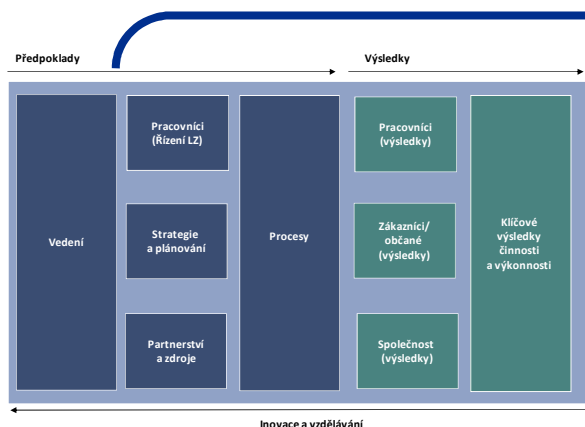 Předpoklady
Výsledky
Vedení
Pracovníci
(Řízení LZ)
Strategie
a plánování
Partnerství
a zdroje
Procesy
Pracovníci
(výsledky)
Zákazníci/
občané
(výsledky)
Společnost
(výsledky)
Klíčové
výsledky
činnosti
a výkonnosti
Inovace a vzdělávání